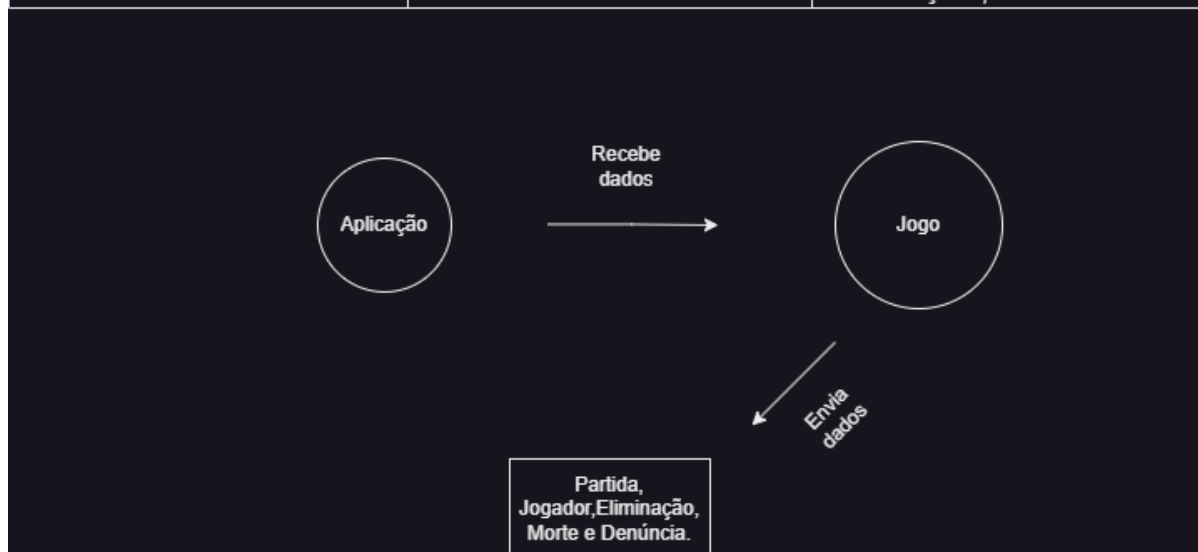 Recebe
dados
Aplicação
Jogo
Envia
dados
Partida,
Jogador,Eliminação,
Morte e Denúncia.